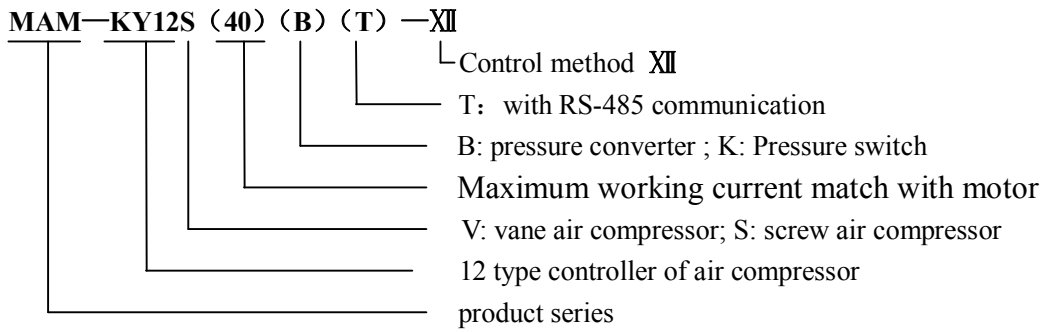 MAM—KY12S（40）（B）（T）—Ⅻ
Control method Ⅻ
T： with RS-485 communication
B: pressure converter ; K: Pressure switch
Maximum working current match with motor
V: vane air compressor; S: screw air compressor
12 type controller of air compressor
product series